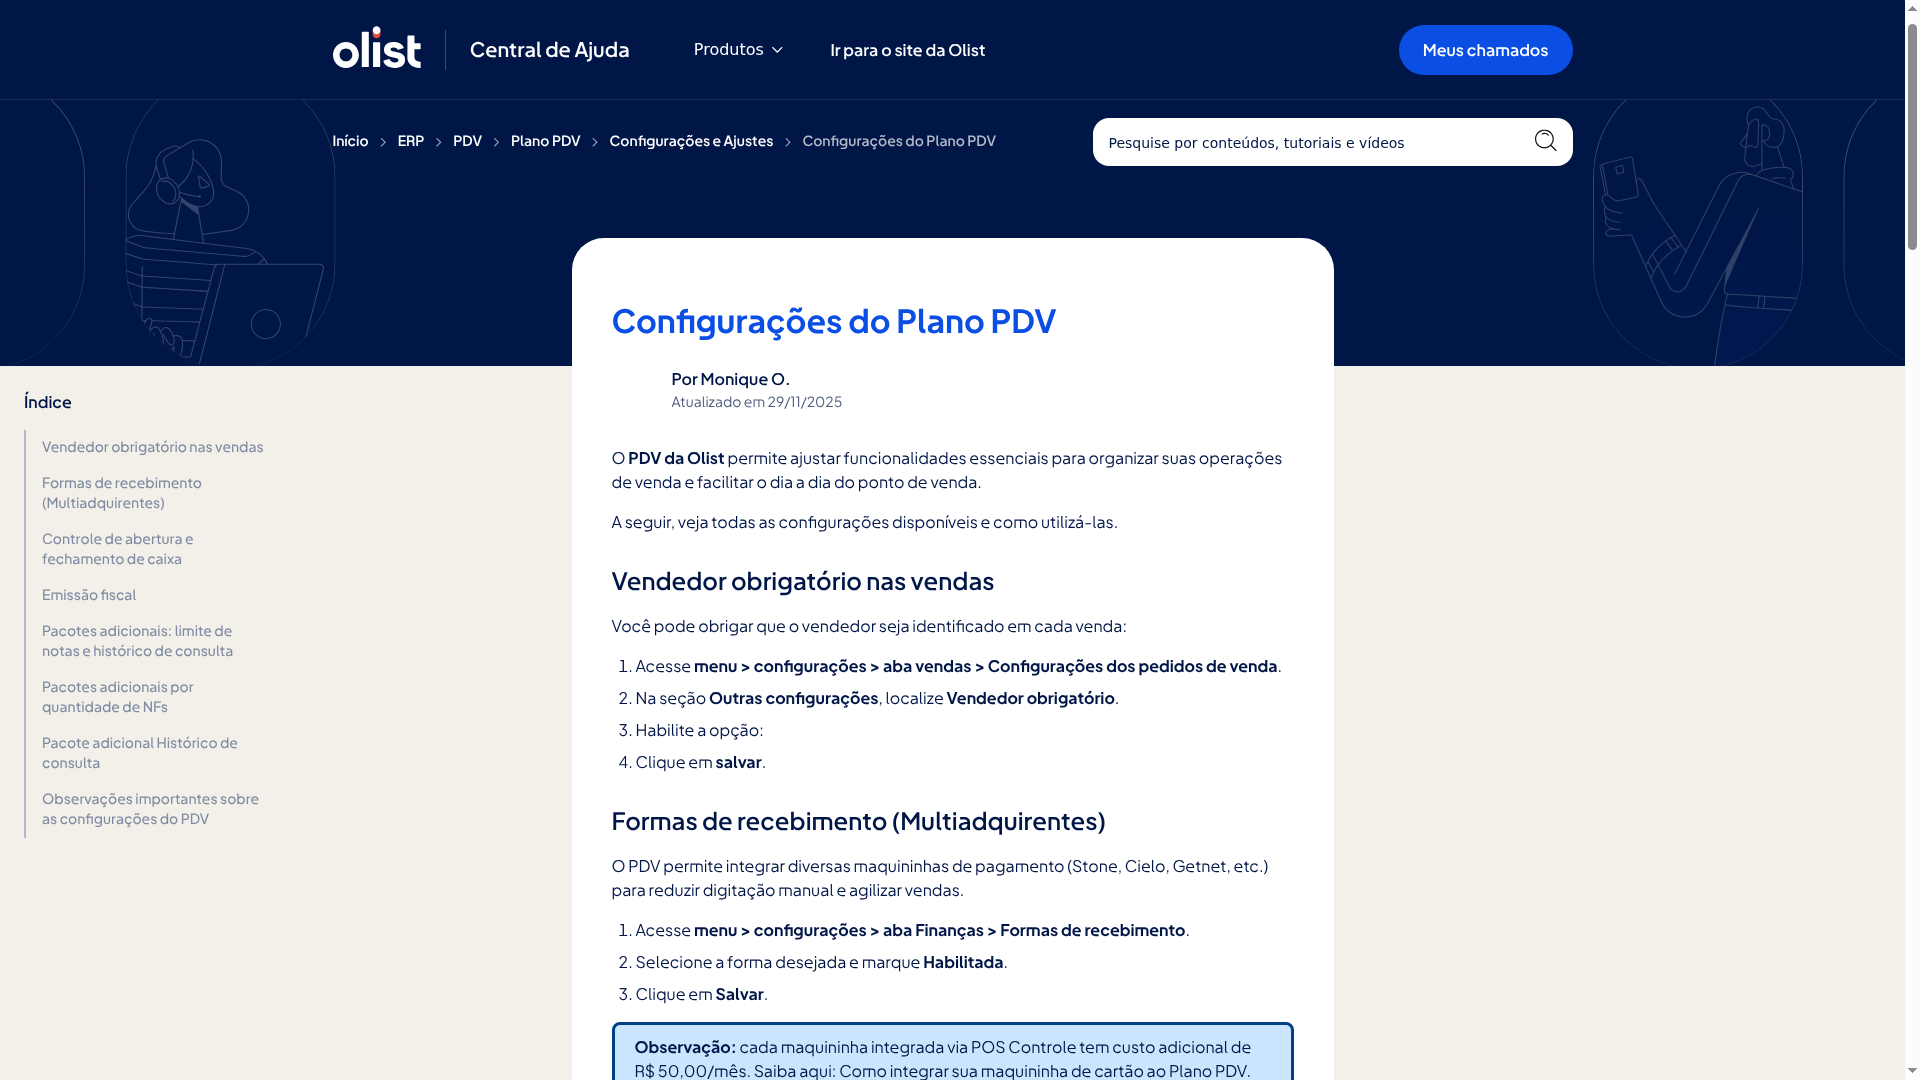 olist
Central de Ajuda
Produtos
Ir para o site da Olist
Meus chamados
Início > ERP > PDV > Plano PDV > Configurações e Ajustes > Configurações do Plano PDV
Pesquise por conteúdos, tutoriais e vídeos
Configurações do Plano PDV
Por Monique O.
Atualizado em 29/11/2025
Índice
Vendedor obrigatório nas vendas
Formas de recebimento
(Multiadquirentes)
Controle de abertura e
fechamento de caixa
Emissão fiscal
Pacotes adicionais: limite de
notas e histórico de consulta
Pacotes adicionais por
quantidade de NFs
Pacote adicional Histórico de
consulta
Observações importantes sobre
as configurações do PDV
O PDV da Olist permite ajustar funcionalidades essenciais para organizar suas operações
de venda e facilitar o dia a dia do ponto de venda.
A seguir, veja todas as configurações disponíveis e como utilizá-las.
Vendedor obrigatório nas vendas
Você pode obrigar que o vendedor seja identificado em cada venda:
1. Acesse menu > configurações > aba vendas > Configurações dos pedidos de venda.
2. Na seção Outras configurações, localize Vendedor obrigatório.
3. Habilite a opção:
4. Clique em salvar.
Formas de recebimento (Multiadquirentes)
O PDV permite integrar diversas maquininhas de pagamento (Stone, Cielo, Getnet, etc.)
para reduzir digitação manual e agilizar vendas.
1. Acesse menu > configurações > aba Finanças > Formas de recebimento.
2. Selecione a forma desejada e marque Habilitada.
3. Clique em Salvar.
Observação: cada maquininha integrada via POS Controle tem custo adicional de
R$ 50,00/mês. Saiba aqui: Como integrar sua maquininha de cartão ao Plano PDV.